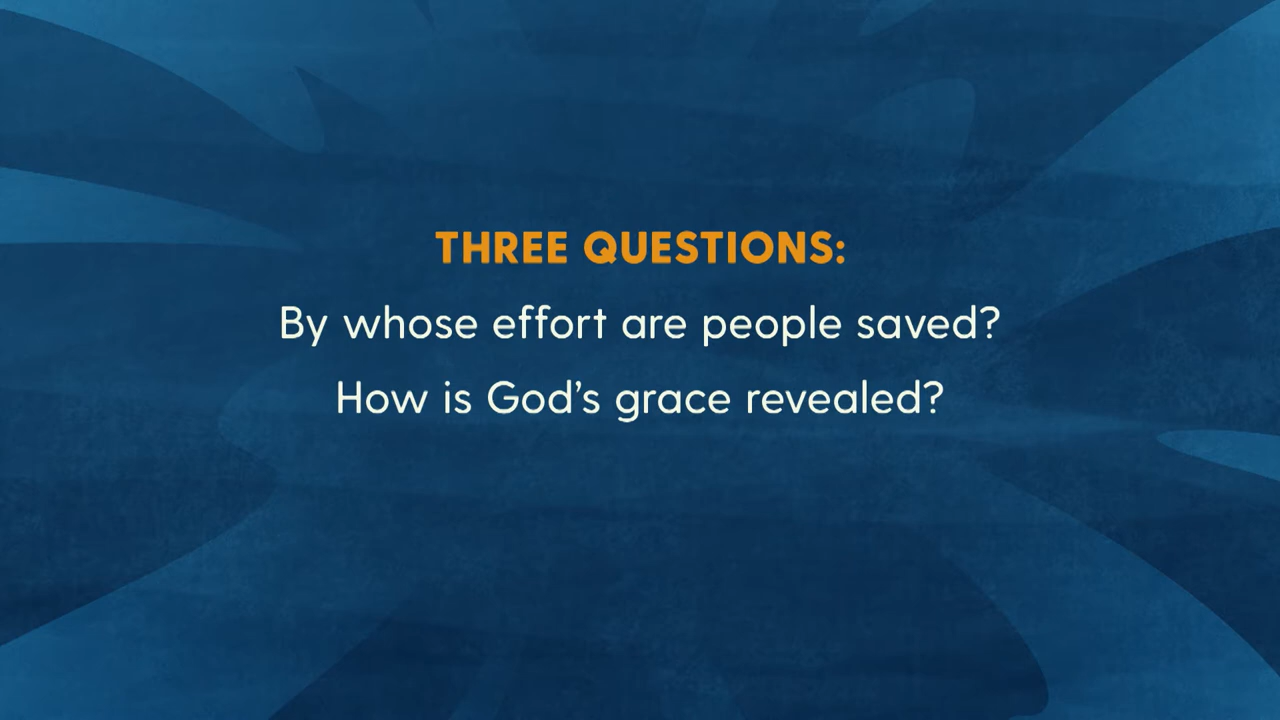 THREE QUESTIONS:
By whose effort are people saved?
How is God’s grace revealed?